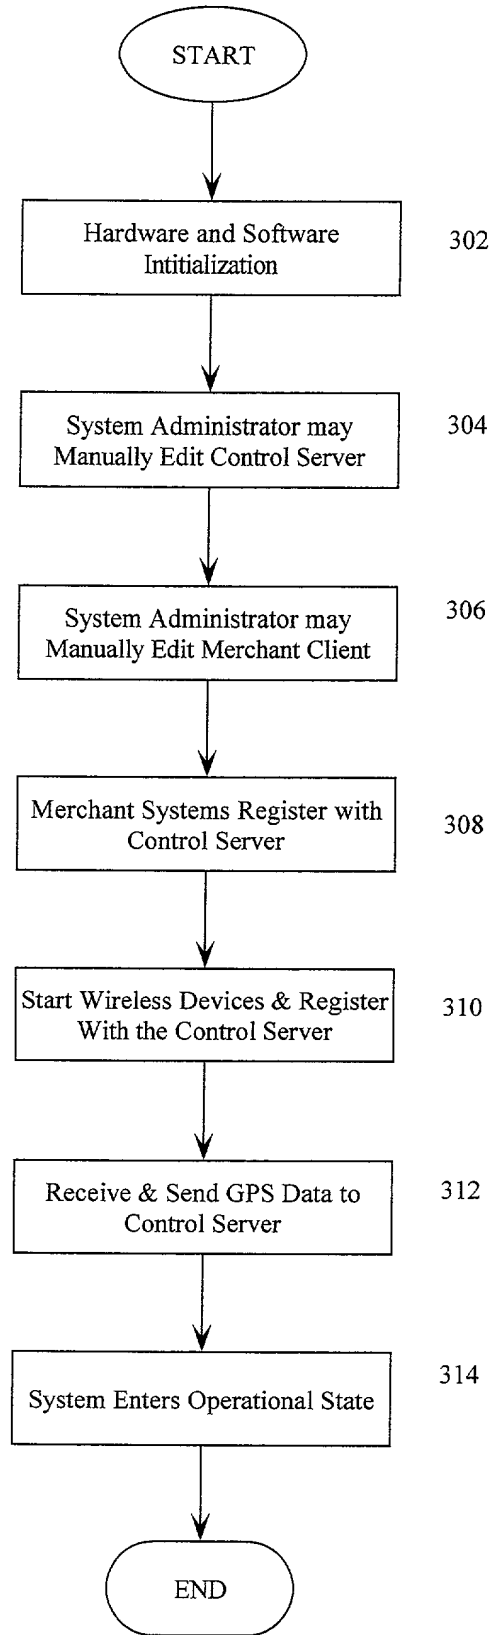 START
Hardware and Software
Intitialization
302
System Administrator may
Manually Edit Control Server
304
System Administrator may
Manually Edit Merchant Client
306
Merchant Systems Register with
Control Server
308
Start Wireless Devices & Register
With the Control Server
310
Receive & Send GPS Data to
Control Server
312
System Enters Operational State
314
END